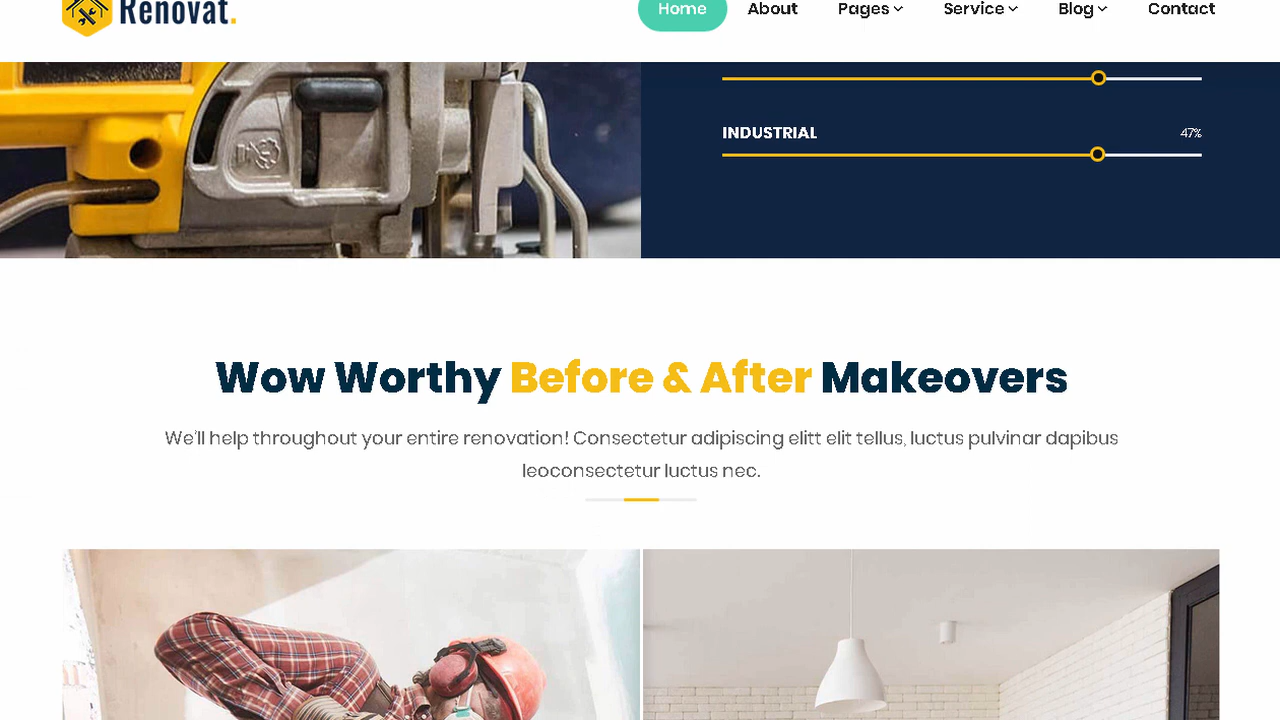 Renovat.
Home About Pages Service Blog Contact
INDUSTRIAL 47%
Wow Worthy Before & After Makeovers
We'll help throughout your entire renovation! Consectetur adipiscing elitt elit tellus, luctus pulvinar dapibus
leoconsectetur luctus nec.